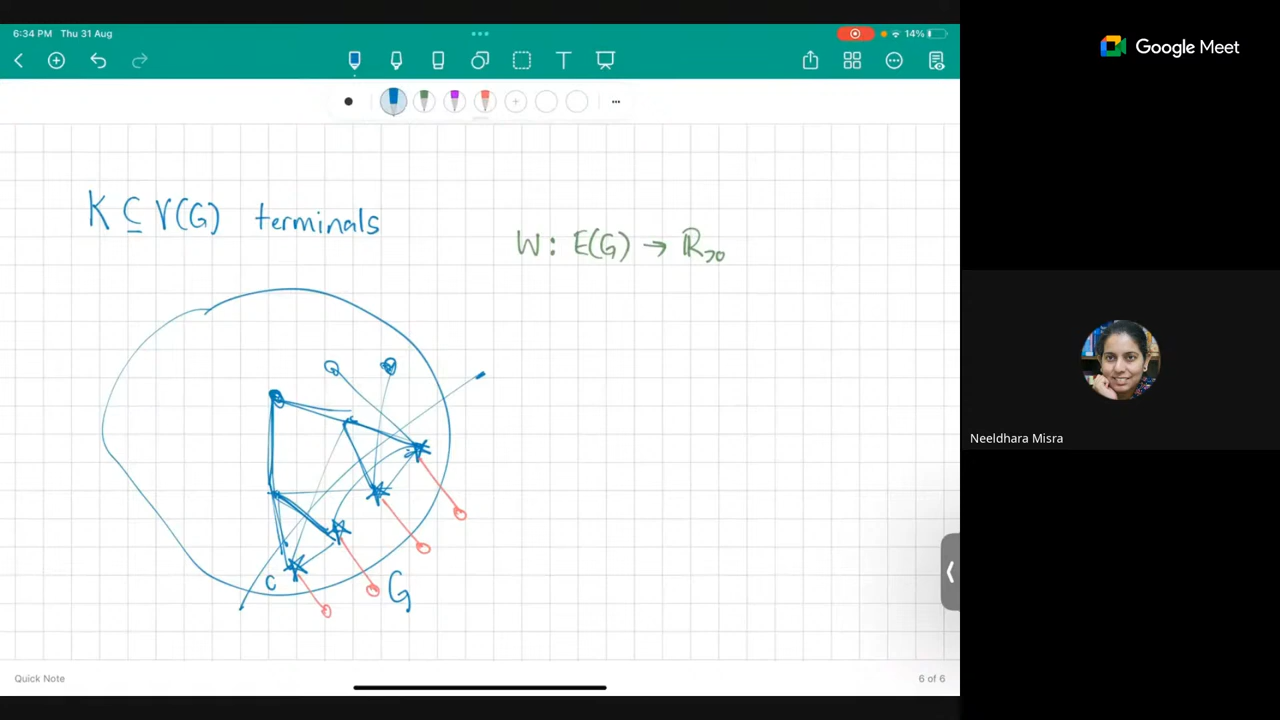 6:34 PM Thu 31 Aug
14%
Google Meet
K ⊆ V(G) terminals
W: E(G) → ℝ>0
C
G
Neeldhara Misra
Quick Note
6 of 6